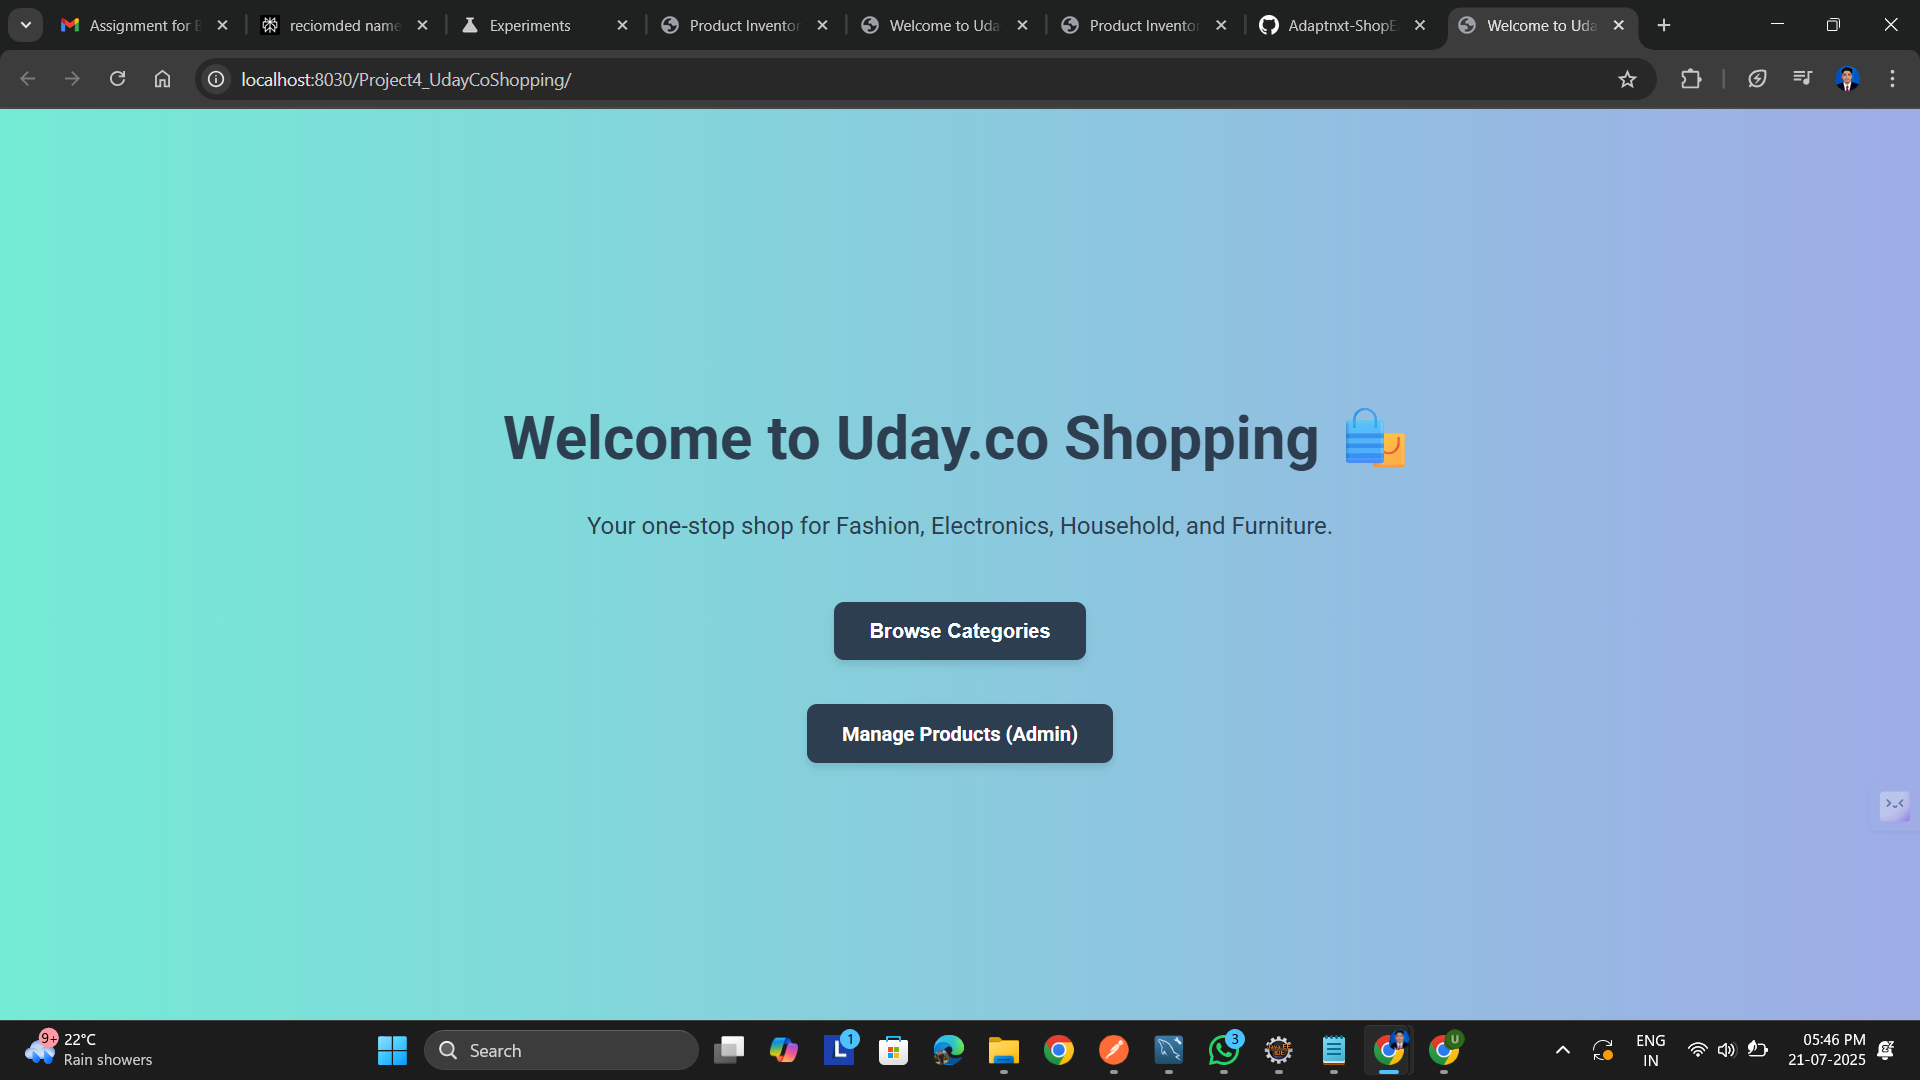 Assignment for B
reciomded name
Experiments
Product Inventor
Welcome to Uda
Product Inventor
Adaptnxt-ShopE
Welcome to Uda
localhost:8030/Project4_UdayCoShopping/
Welcome to Uday.co Shopping
Your one-stop shop for Fashion, Electronics, Household, and Furniture.
Browse Categories
Manage Products (Admin)
9+
22°C
Rain showers
Search
L
1
3
U
ENG
IN
05:46 PM
21-07-2025